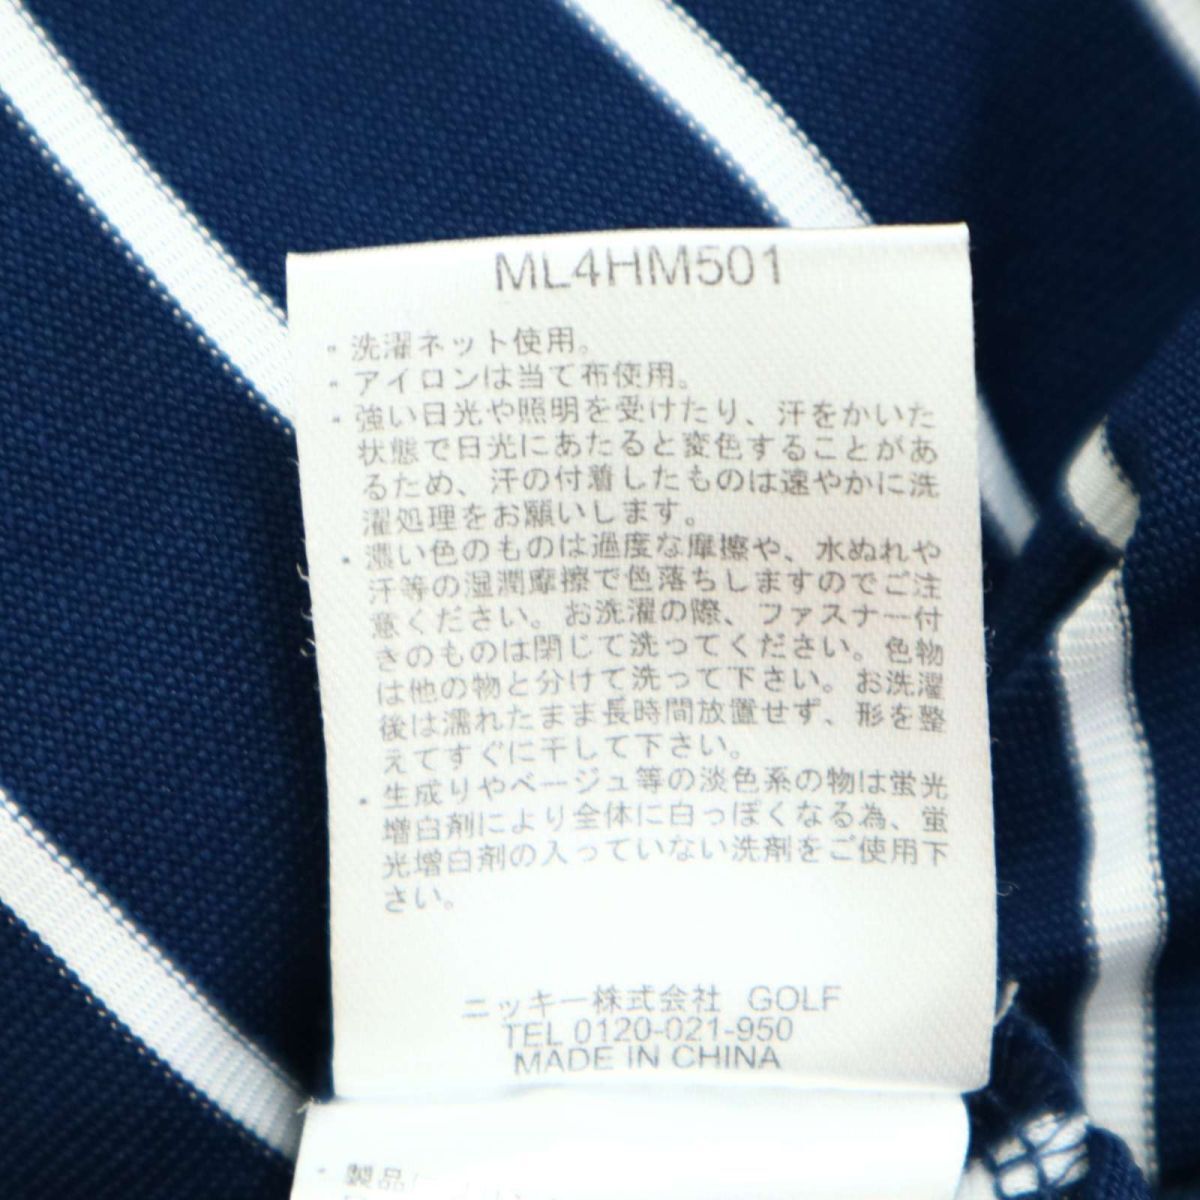 ML4HM501
・洗濯ネット使用。
・アイロンは当て布使用。
・強い日光や照明を受けたり、汗をかいた
状態で日光にあたると変色することがあ
るため、汗の付着したものは速やかに洗
濯処理をお願いします。
・濃い色のものは過度な摩擦や、水ぬれや
汗等の湿潤摩擦で色落ちしますのでご注
意ください。お洗濯の際、ファスナー付
きのものは閉じて洗ってください。色物
は他の物と分けて洗って下さい。お洗濯
後は濡れたまま長時間放置せず、形を整
えてすぐに干して下さい。
・生成りやベージュ等の淡色系の物は蛍光
増白剤により全体に白っぽくなる為、蛍
光増白剤の入っていない洗剤をご使用下
さい。
ニッキー株式会社 GOLF
TEL 0120-021-950
MADE IN CHINA
・製品に